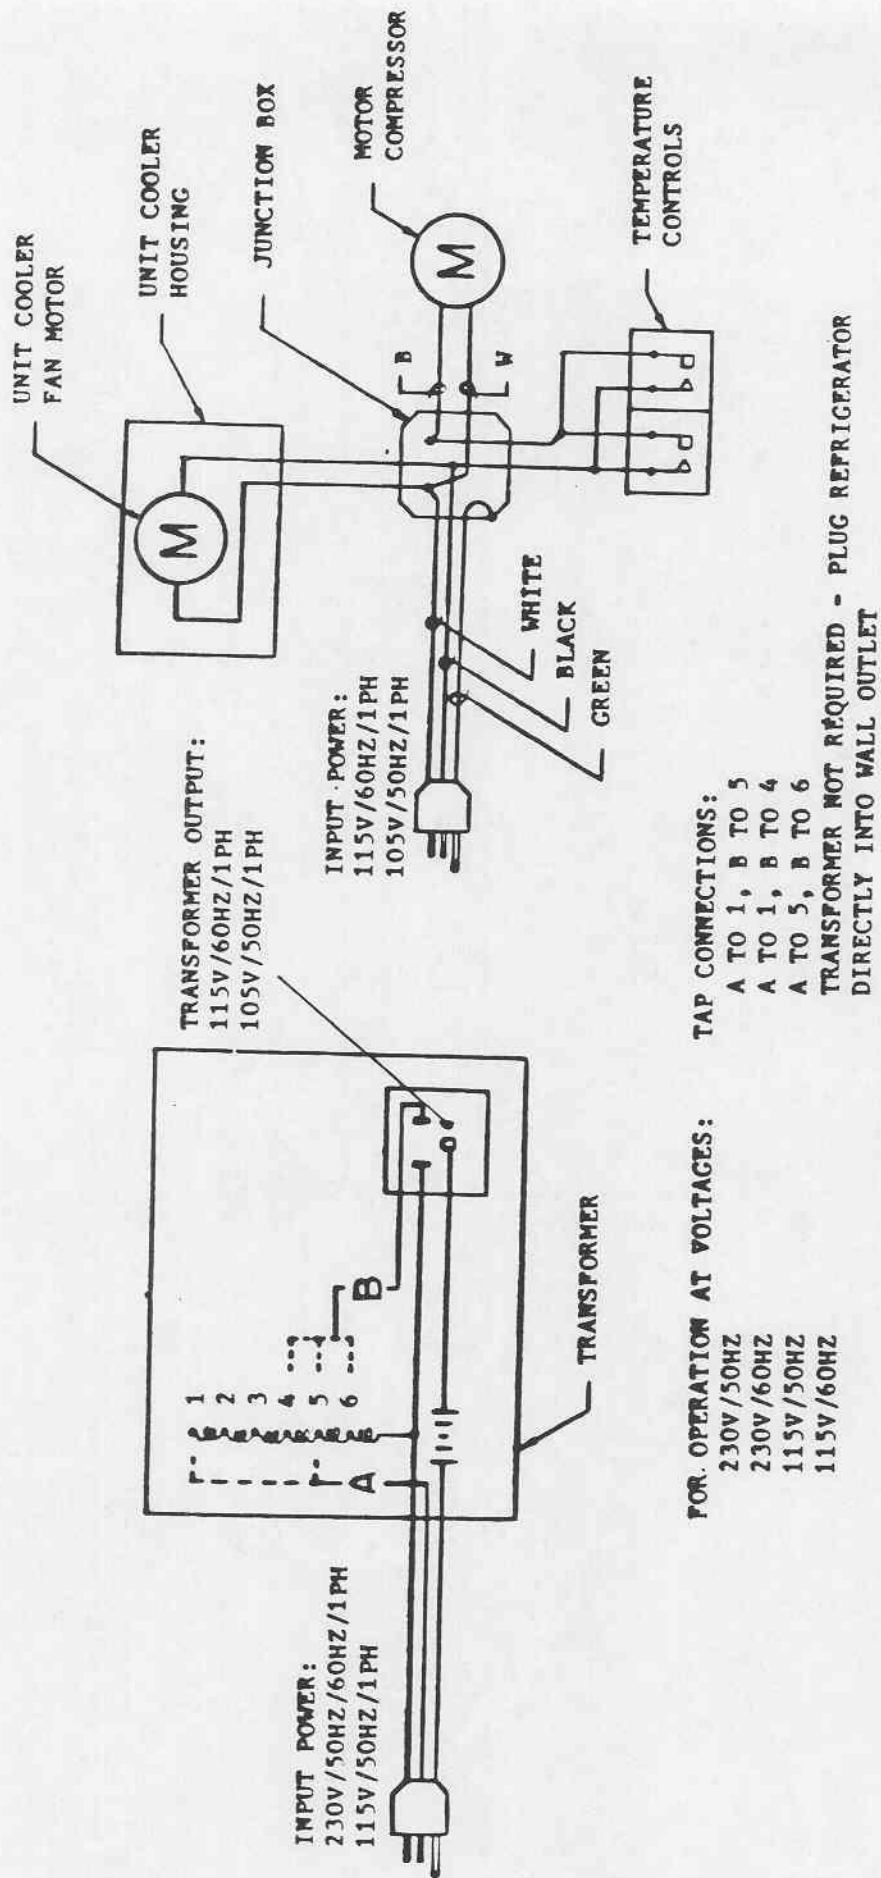 UNIT COOLER
FAN MOTOR
UNIT COOLER
HOUSING
JUNCTION BOX
MOTOR
COMPRESSOR
TEMPERATURE
CONTROLS
M
M
B
W
WHITE
BLACK
GREEN
INPUT POWER:
115V/60HZ/1PH
105V/50HZ/1PH
TRANSFORMER OUTPUT:
115V/60HZ/1PH
105V/50HZ/1PH
1
2
3
4
5
6
A
B
TRANSFORMER
INPUT POWER:
230V/50HZ/60HZ/1PH
115V/50HZ/1PH
FOR OPERATION AT VOLTAGES: TAP CONNECTIONS:
230V/50HZ A TO 1, B TO 5
230V/60HZ A TO 1, B TO 4
115V/50HZ A TO 5, B TO 6
115V/60HZ TRANSFORMER NOT REQUIRED - PLUG REFRIGERATOR
DIRECTLY INTO WALL OUTLET